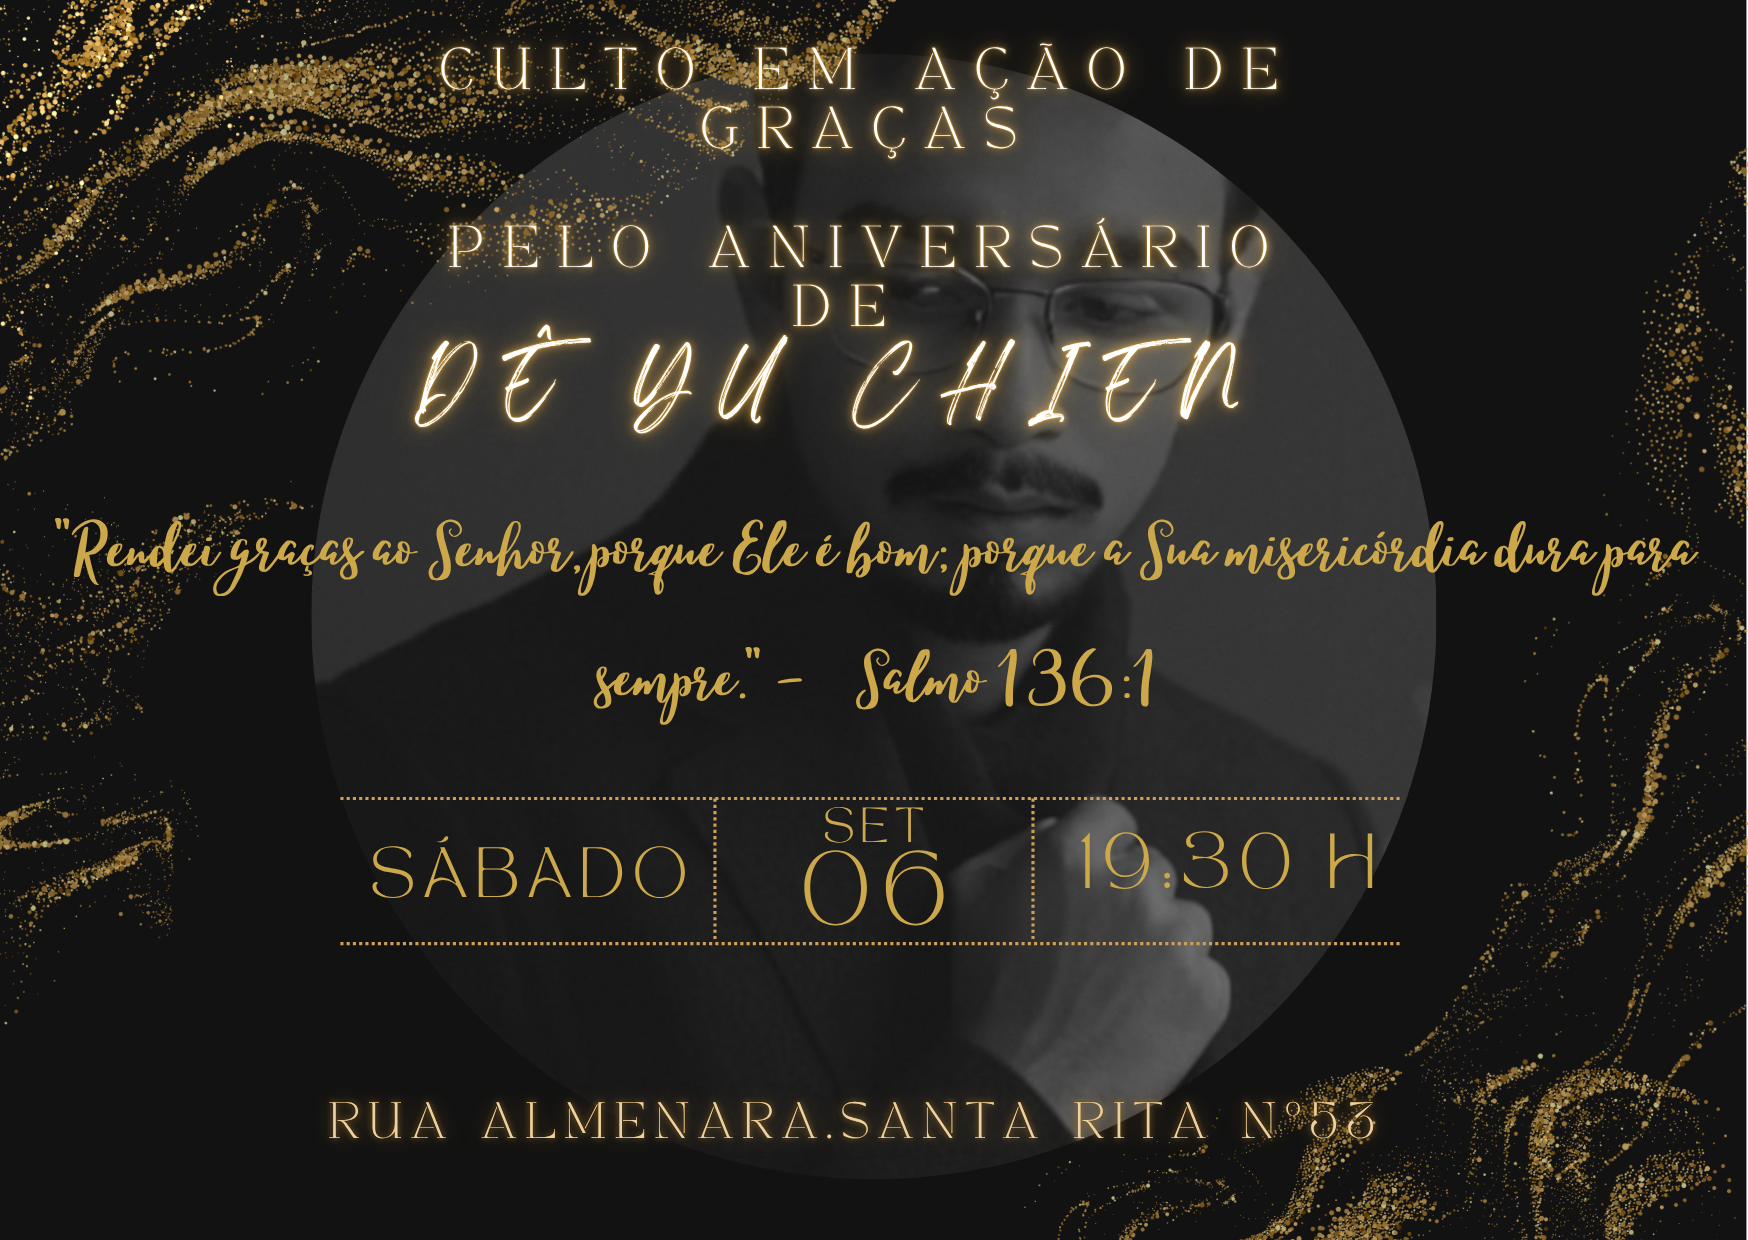 CULTO EM AÇÃO DE
GRAÇAS
PELO ANIVERSÁRIO
DE
DÊ YU CHIEN
"Rendei graças ao Senhor, porque Ele é bom; porque a Sua misericórdia dura para
sempre." - Salmo 136:1
SÁBADO
SET
06
19:30 H
RUA ALMENARA.SANTA RITA Nº53